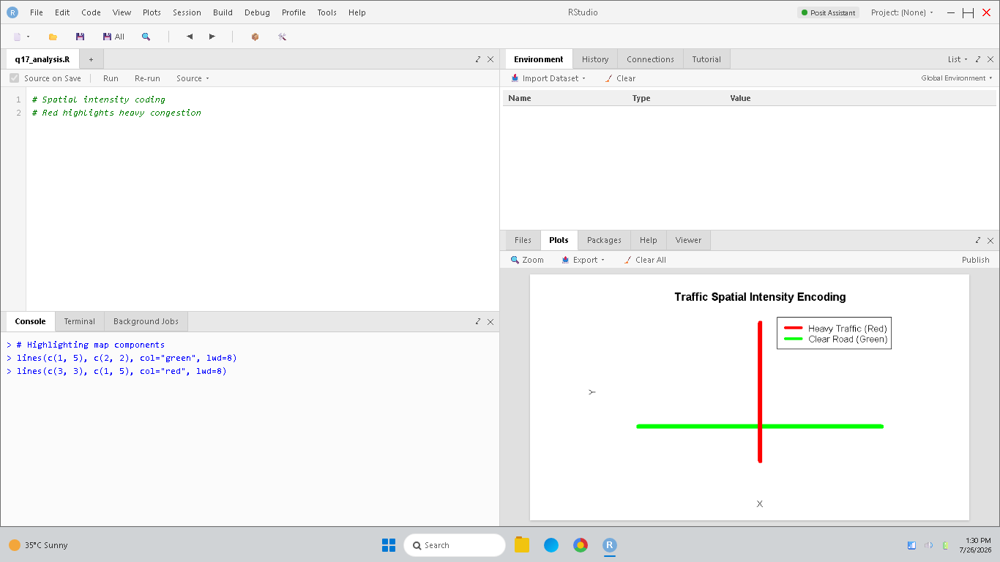 R File Edit Code View Plots Session Build Debug Profile Tools Help RStudio Posit Assistant Project: (None)
All
q17_analysis.R +
Source on Save Run Re-run Source
1 # Spatial intensity coding
2 # Red highlights heavy congestion
Console Terminal Background Jobs
> # Highlighting map components
> lines(c(1, 5), c(2, 2), col="green", lwd=8)
> lines(c(3, 3), c(1, 5), col="red", lwd=8)
Environment History Connections Tutorial List
Import Dataset Clear Global Environment
Name Type Value
Files Plots Packages Help Viewer
Zoom Export Clear All Publish
Traffic Spatial Intensity Encoding
Heavy Traffic (Red)
Clear Road (Green)
Y
X
35°C Sunny Search R 1:30 PM
7/26/2026